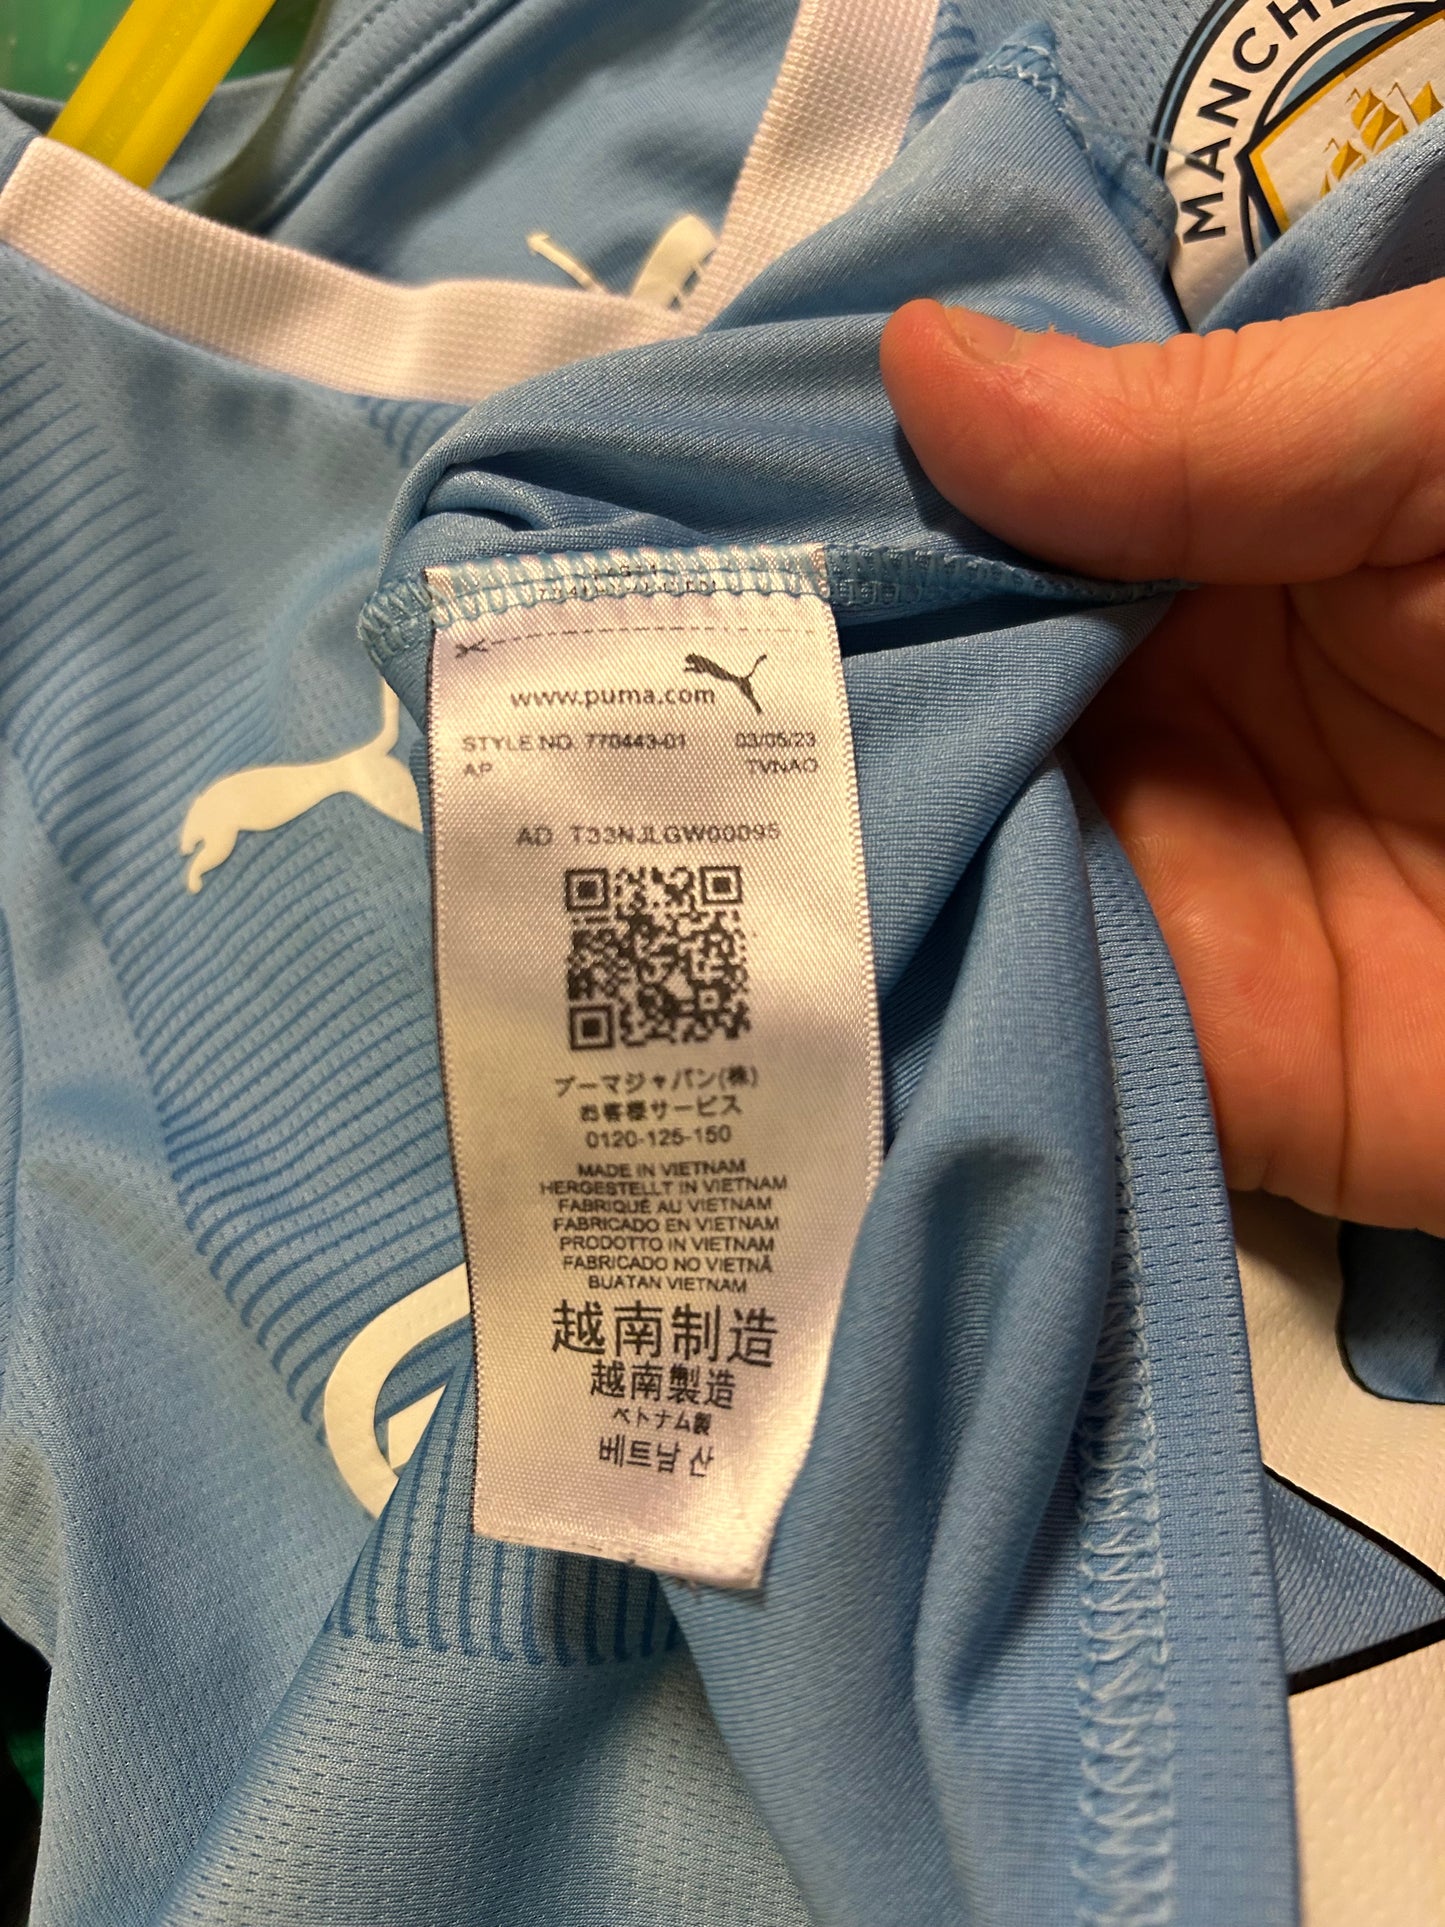 MANCHE
www.puma.com
STYLE NO. 770443-01 03/05/23
AP TVNAO
AD T33NJLGW00095
プーマジャパン(株)
お客様サービス
0120-125-150
MADE IN VIETNAM
HERGESTELLT IN VIETNAM
FABRIQUÉ AU VIETNAM
FABRICADO EN VIETNAM
PRODOTTO IN VIETNAM
FABRICADO NO VIETNÃ
BUATAN VIETNAM
越南制造
越南製造
ベトナム製
베트남 산